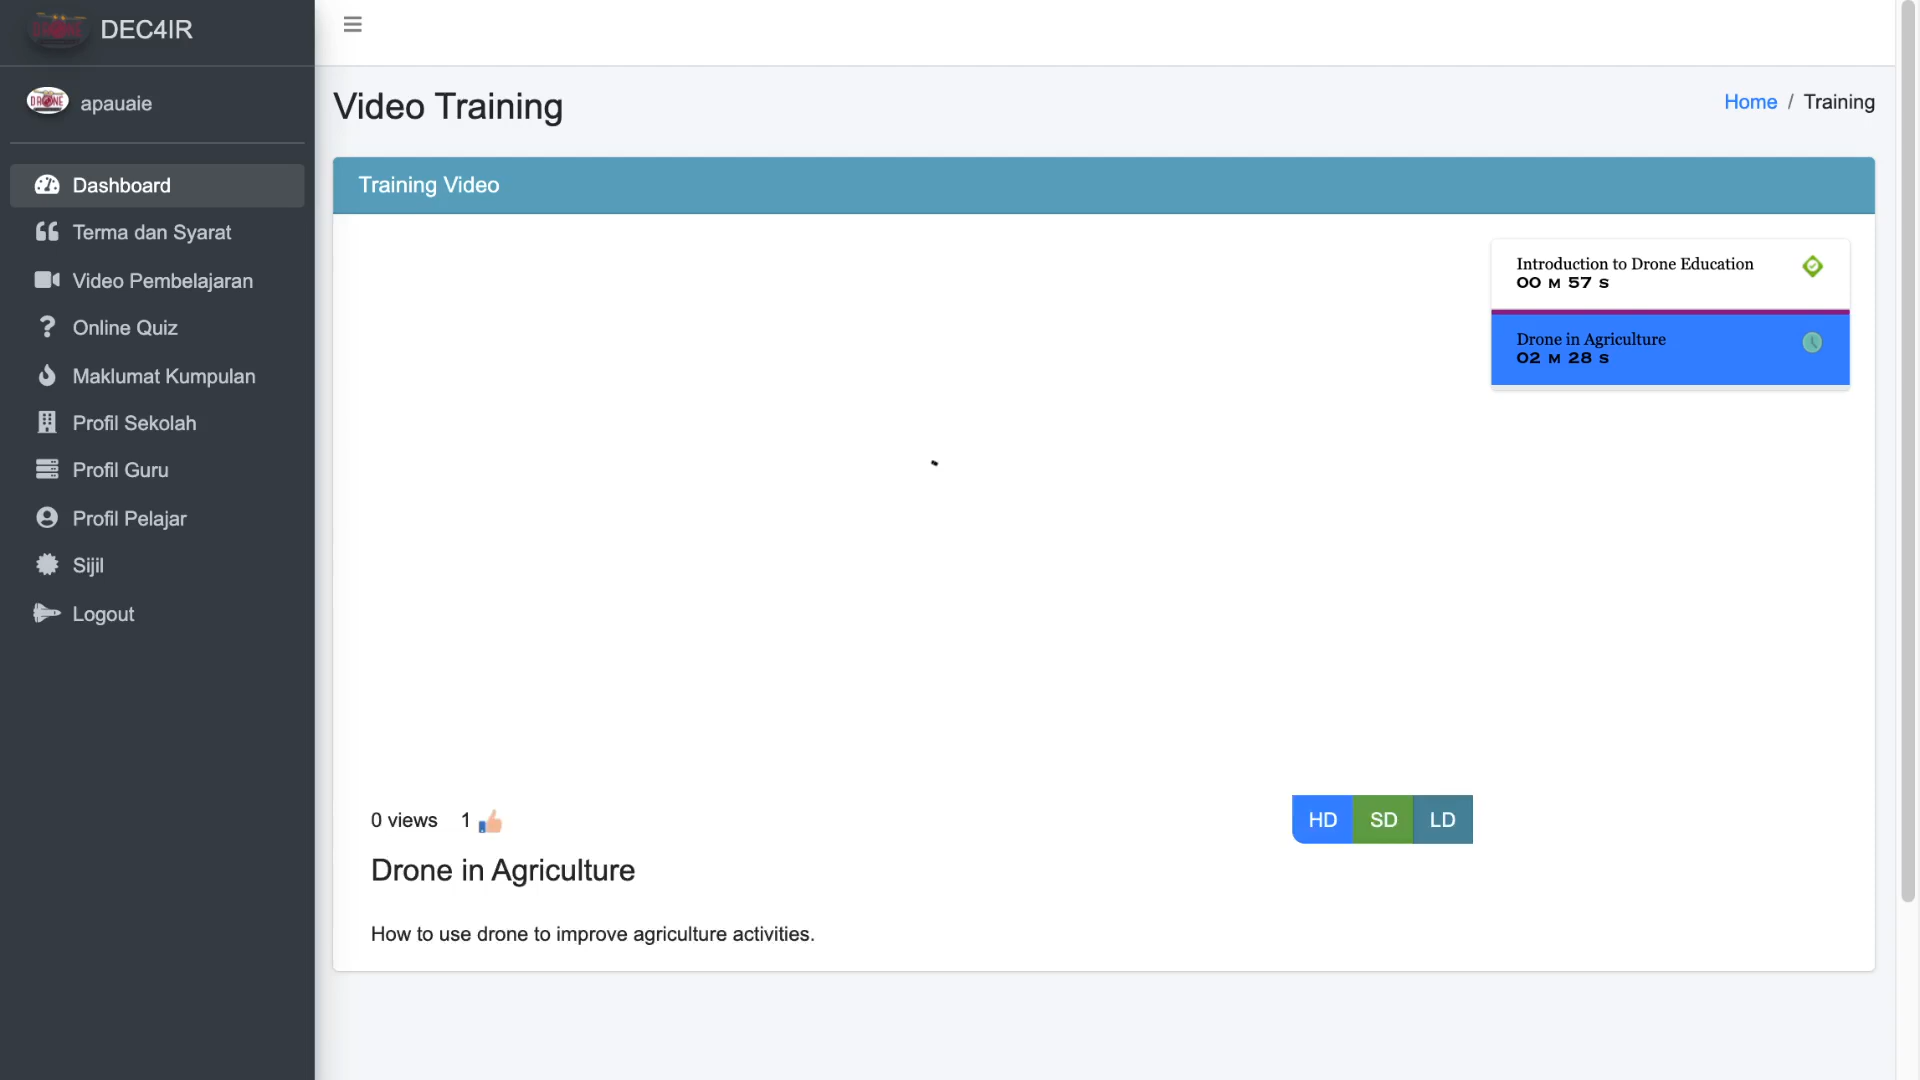 DEC4IR
DRONE
apauaie
Dashboard
Terma dan Syarat
Video Pembelajaran
Online Quiz
Maklumat Kumpulan
Profil Sekolah
Profil Guru
Profil Pelajar
Sijil
Logout
Video Training
Home / Training
Training Video
Introduction to Drone Education
00 M 57 S
Drone in Agriculture
02 M 28 S
0 views 1
HD SD LD
Drone in Agriculture
How to use drone to improve agriculture activities.